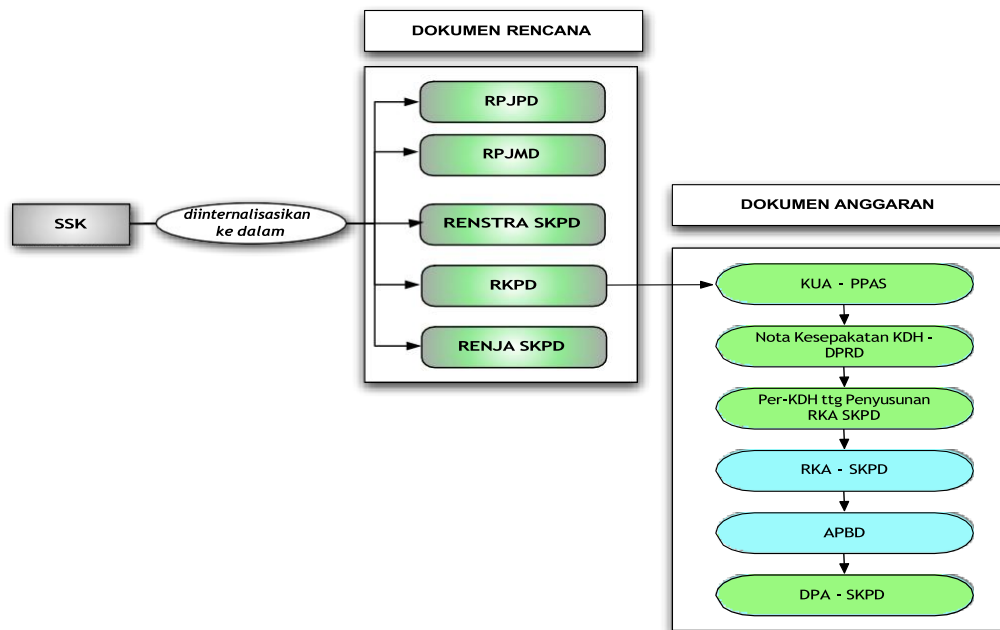 DOKUMEN RENCANA
RPJPD
RPJMD
SSK
diinternalisasikan
ke dalam
RENSTRA SKPD
RKPD
RENJA SKPD
DOKUMEN ANGGARAN
KUA - PPAS
Nota Kesepakatan KDH -
DPRD
Per-KDH ttg Penyusunan
RKA SKPD
RKA - SKPD
APBD
DPA - SKPD